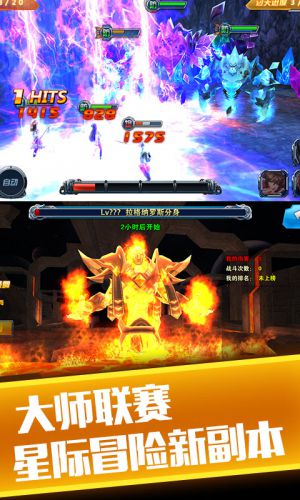 1 HITS
1415
929
1575
自动
Lv??? 拉格纳罗斯分身
2小时后开始
战斗次数: 0
我的排名: 未上榜
大师联赛
星际冒险新副本